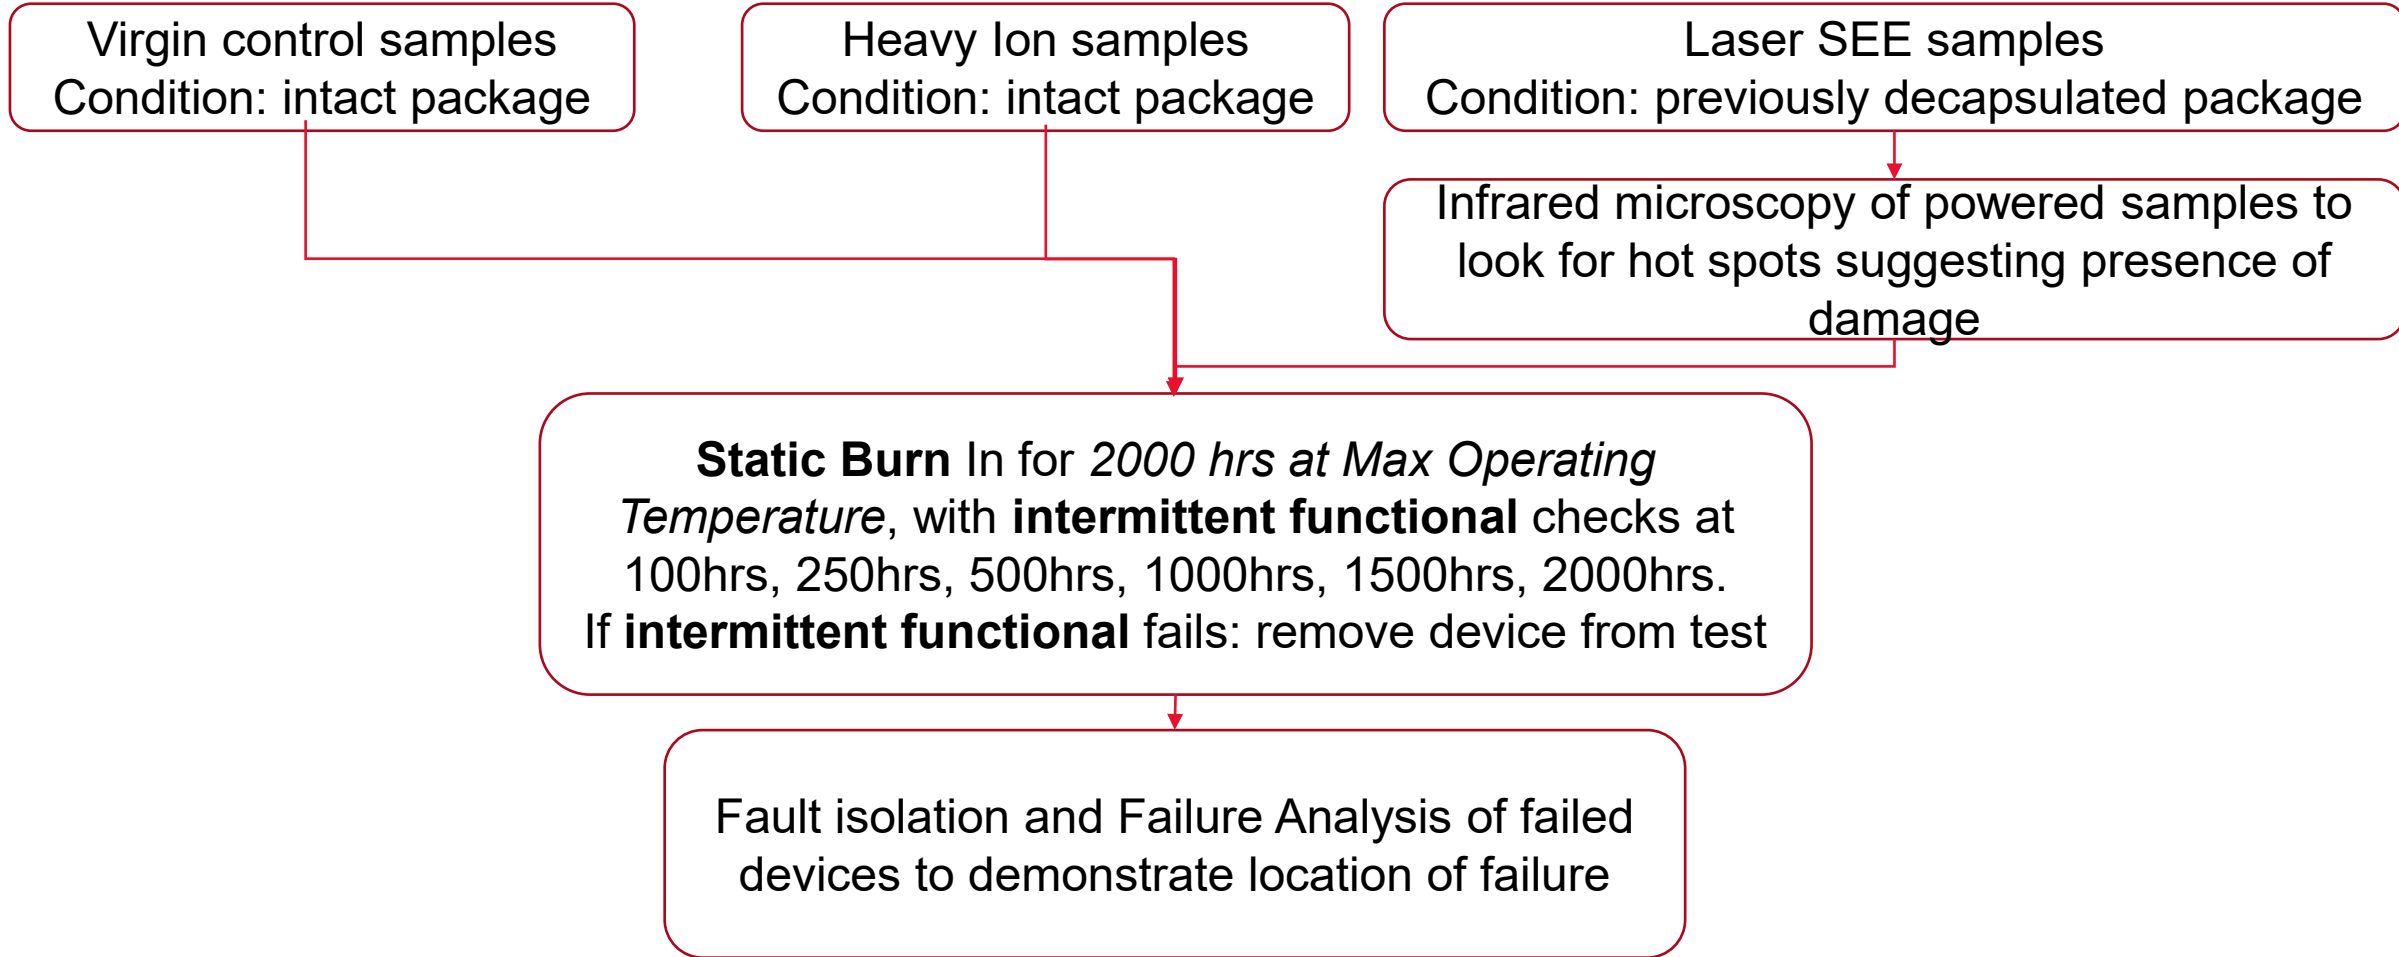 Virgin control samples
Condition: intact package
Heavy Ion samples
Condition: intact package
Laser SEE samples
Condition: previously decapsulated package
Infrared microscopy of powered samples to
look for hot spots suggesting presence of
damage
Static Burn In for 2000 hrs at Max Operating
Temperature, with intermittent functional checks at
100hrs, 250hrs, 500hrs, 1000hrs, 1500hrs, 2000hrs.
If intermittent functional fails: remove device from test
Fault isolation and Failure Analysis of failed
devices to demonstrate location of failure